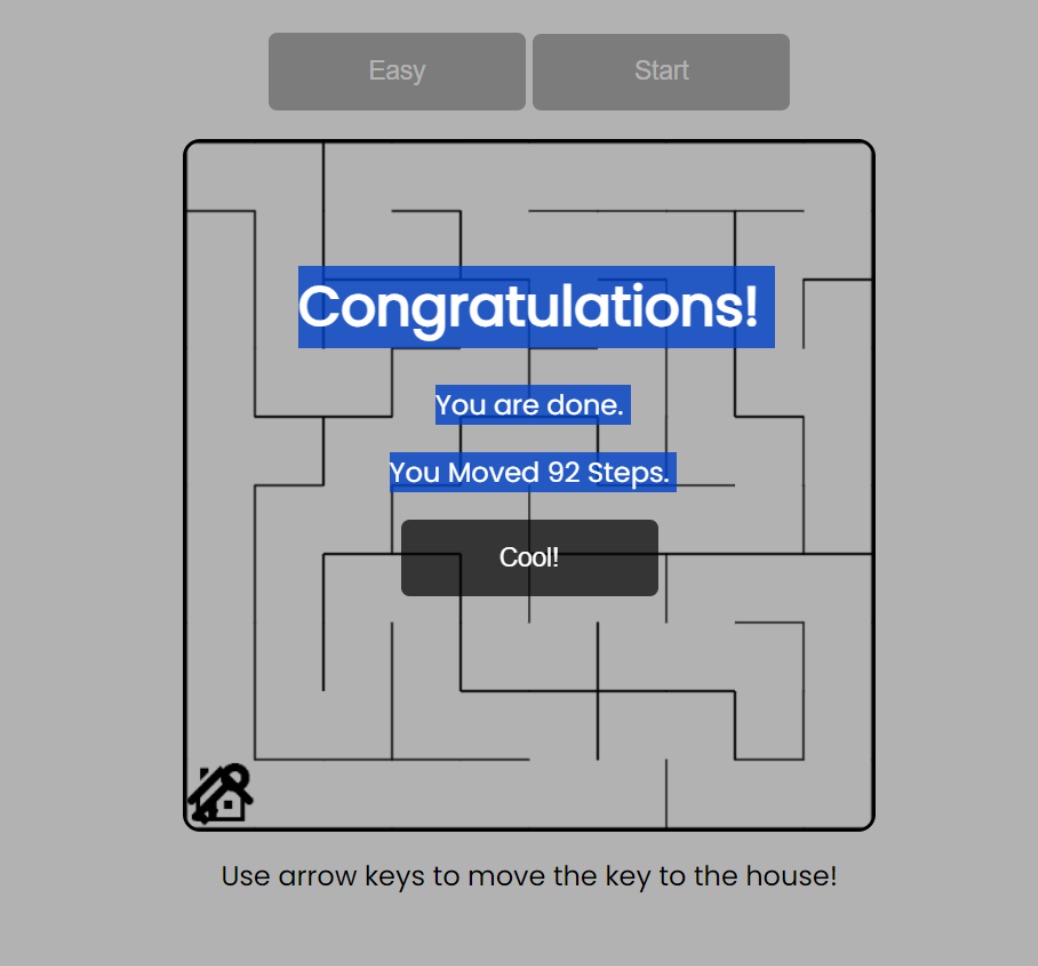 Easy
Start
Congratulations!
You are done.
You Moved 92 Steps.
Cool!
Use arrow keys to move the key to the house!